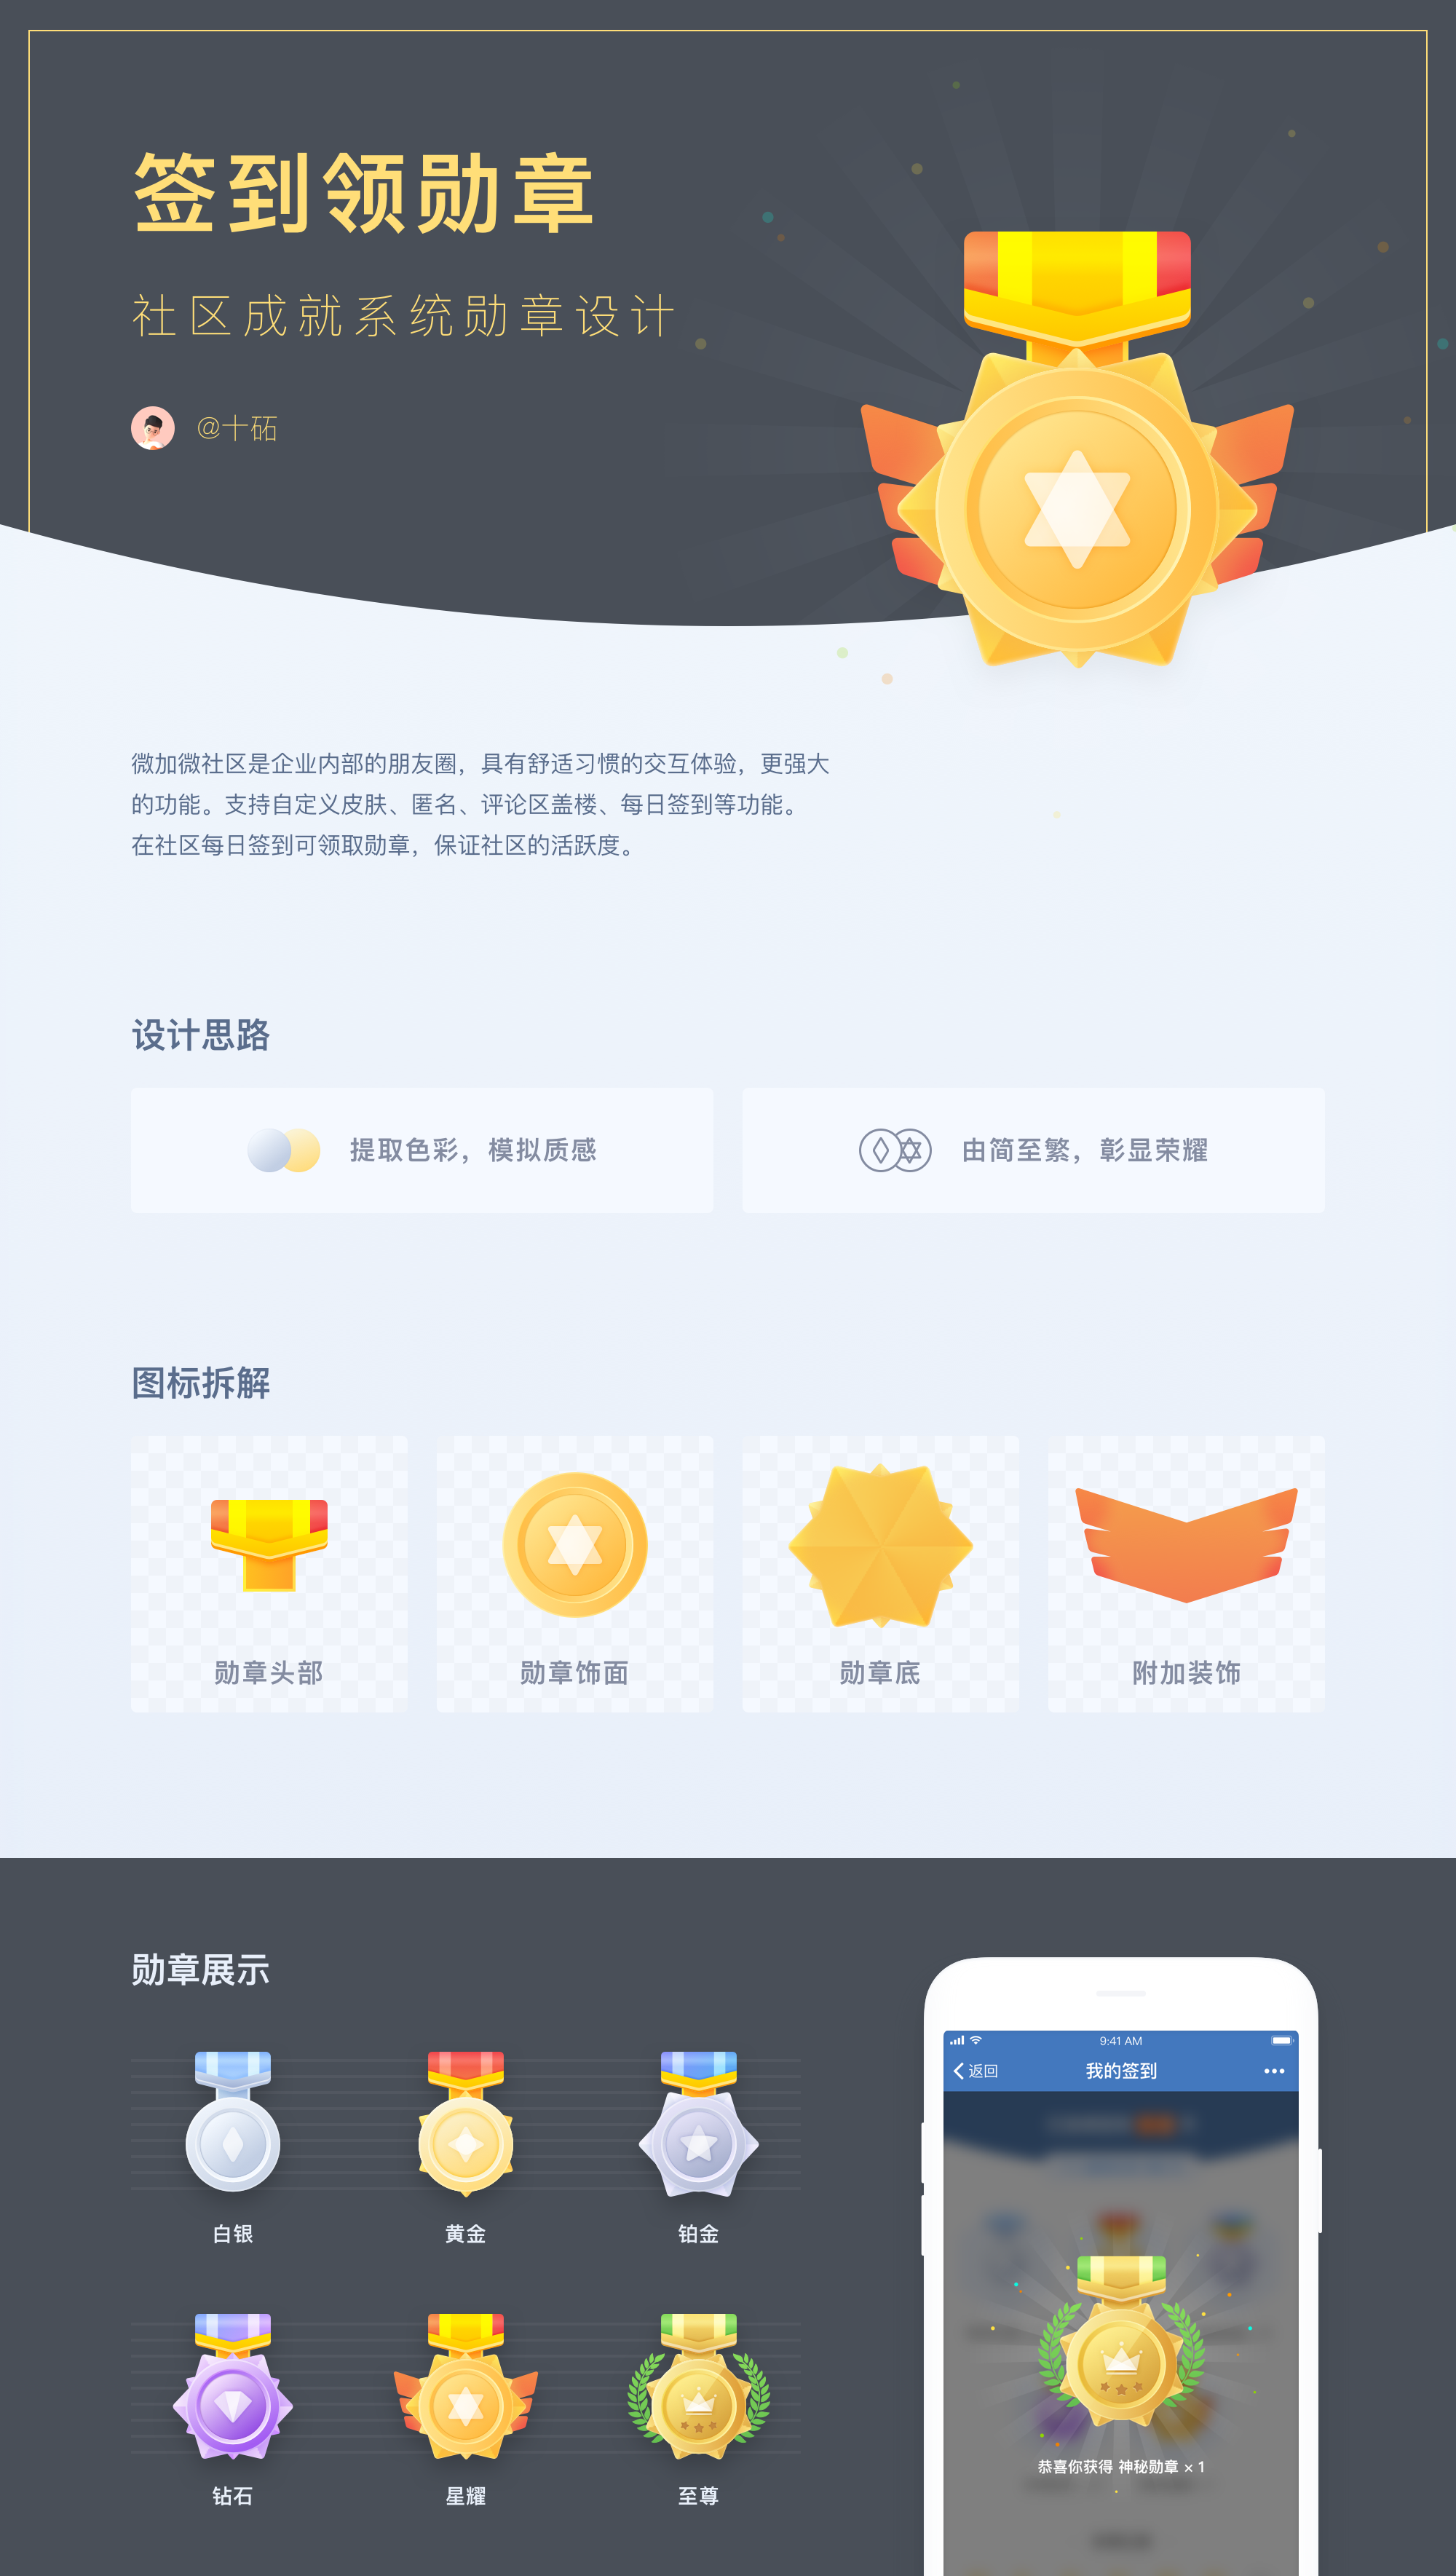 签到领勋章
社区成就系统勋章设计
@十砳
微加微社区是企业内部的朋友圈，具有舒适习惯的交互体验，更强大
的功能。支持自定义皮肤、匿名、评论区盖楼、每日签到等功能。
在社区每日签到可领取勋章，保证社区的活跃度。
设计思路
提取色彩，模拟质感
由简至繁，彰显荣耀
图标拆解
勋章头部
勋章饰面
勋章底
附加装饰
勋章展示
白银
黄金
铂金
钻石
星耀
至尊
9:41 AM
返回
我的签到
恭喜你获得 神秘勋章 × 1